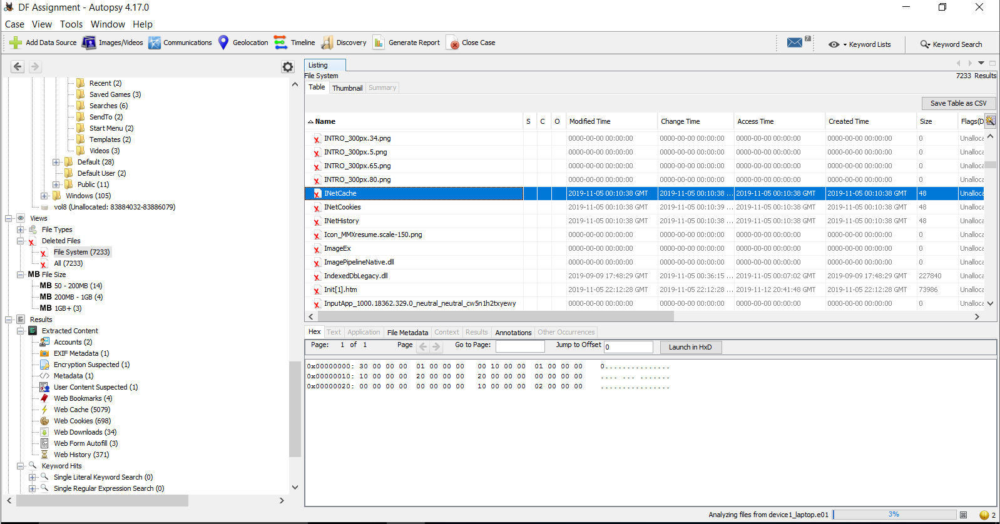 DF Assignment - Autopsy 4.17.0
Case View Tools Window Help
Add Data Source Images/Videos Communications Geolocation Timeline Discovery Generate Report Close Case 7 Keyword Lists Keyword Search
Recent (2)
Saved Games (3)
Searches (6)
SendTo (2)
Start Menu (2)
Templates (2)
Videos (3)
Default (28)
Default User (2)
Public (11)
Windows (105)
vol8 (Unallocated: 83884032-83886079)
Views
File Types
Deleted Files
File System (7233)
All (7233)
MB File Size
MB 50 - 200MB (14)
MB 200MB - 1GB (4)
MB 1GB+ (3)
Results
Extracted Content
Accounts (2)
EXIF Metadata (1)
Encryption Suspected (1)
Metadata (1)
User Content Suspected (1)
Web Bookmarks (4)
Web Cache (5079)
Web Cookies (698)
Web Downloads (34)
Web Form Autofill (3)
Web History (371)
Keyword Hits
Single Literal Keyword Search (0)
Single Regular Expression Search (0)
Listing
File System 7233 Results
Table Thumbnail Summary
Save Table as CSV
Name S C O Modified Time Change Time Access Time Created Time Size Flags(D
INTRO_300px.34.png 0000-00-00 00:00:00 0000-00-00 00:00:00 0000-00-00 00:00:00 0000-00-00 00:00:00 0 Unalloca
INTRO_300px.5.png 0000-00-00 00:00:00 0000-00-00 00:00:00 0000-00-00 00:00:00 0000-00-00 00:00:00 0 Unalloca
INTRO_300px.65.png 0000-00-00 00:00:00 0000-00-00 00:00:00 0000-00-00 00:00:00 0000-00-00 00:00:00 0 Unalloca
INTRO_300px.80.png 0000-00-00 00:00:00 0000-00-00 00:00:00 0000-00-00 00:00:00 0000-00-00 00:00:00 0 Unalloca
INetCache 2019-11-05 00:10:38 GMT 2019-11-05 00:10:38 ... 2019-11-05 00:10:38 GMT 2019-11-05 00:10:38 GMT 48 Unalloca
INetCookies 2019-11-05 00:10:38 GMT 2019-11-05 00:10:39 ... 2019-11-05 00:10:38 GMT 2019-11-05 00:10:38 GMT 48 Unalloca
INetHistory 2019-11-05 00:10:38 GMT 2019-11-05 00:10:38 ... 2019-11-05 00:10:38 GMT 2019-11-05 00:10:38 GMT 48 Unalloca
Icon_MMXresume.scale-150.png 0000-00-00 00:00:00 0000-00-00 00:00:00 0000-00-00 00:00:00 0000-00-00 00:00:00 0 Unalloca
ImageEx 0000-00-00 00:00:00 0000-00-00 00:00:00 0000-00-00 00:00:00 0000-00-00 00:00:00 0 Unalloca
ImagePipelineNative.dll 0000-00-00 00:00:00 0000-00-00 00:00:00 0000-00-00 00:00:00 0000-00-00 00:00:00 0 Unalloca
IndexedDbLegacy.dll 2019-09-09 17:48:29 GMT 2019-11-05 00:36:15 ... 2019-11-05 00:07:02 GMT 2019-09-09 17:48:29 GMT 227840 Unalloca
Init[1].htm 2019-11-05 22:12:28 GMT 2019-11-05 22:12:28 ... 2019-11-12 20:41:48 GMT 2019-11-05 22:12:28 GMT 73986 Unalloca
InputApp_1000.18362.329.0_neutral_neutral_cw5n1h2txyewy 0000-00-00 00:00:00 0000-00-00 00:00:00 0000-00-00 00:00:00 0000-00-00 00:00:00 0 Unalloca
Hex Text Application File Metadata Context Results Annotations Other Occurrences
Page: 1 of 1 Page Go to Page: Jump to Offset 0 Launch in HxD
0x00000000: 30 00 00 00 01 00 00 00 00 10 00 00 01 00 00 00 0...............
0x00000010: 10 00 00 00 20 00 00 00 20 00 00 00 00 00 00 00 .... ... .......
0x00000020: 00 00 00 00 00 00 00 00 10 00 00 00 02 00 00 00 ................
Analyzing files from device1_laptop.e01 3% 2